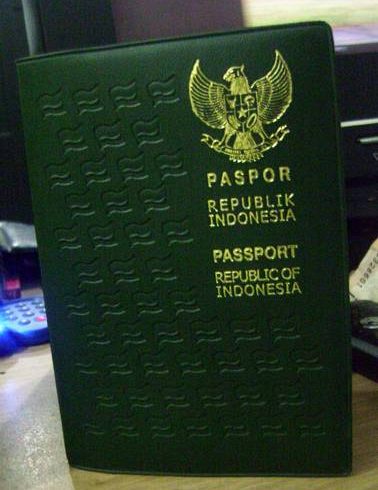 PASPOR
REPUBLIK
INDONESIA
PASSPORT
REPUBLIC OF
INDONESIA